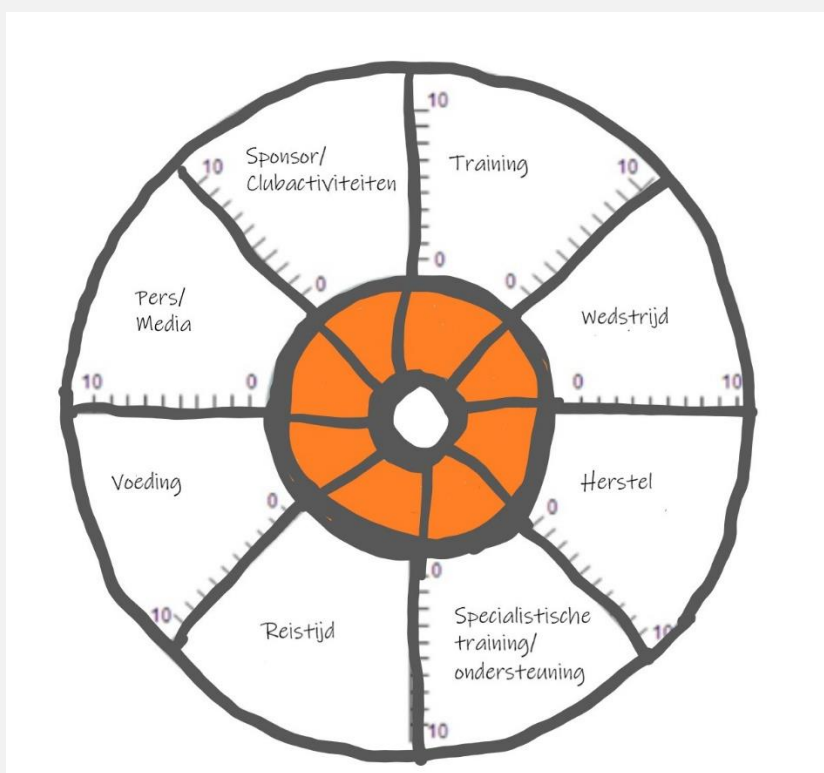 10
Training
10
0
0
Wedstrijd
0
10
Herstel
0
10
Specialistische
training/
ondersteuning
0
10
Reistijd
0
10
Voeding
0
10
Pers/
Media
0
10
Sponsor/
Clubactiviteiten